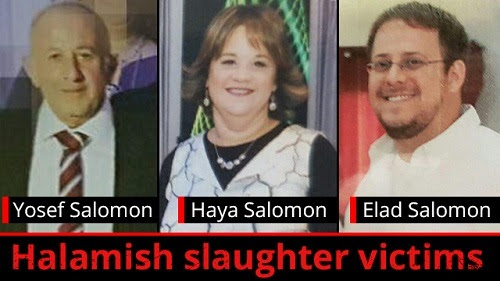 Yosef Salomon
Haya Salomon
Elad Salomon
Halamish slaughter victims